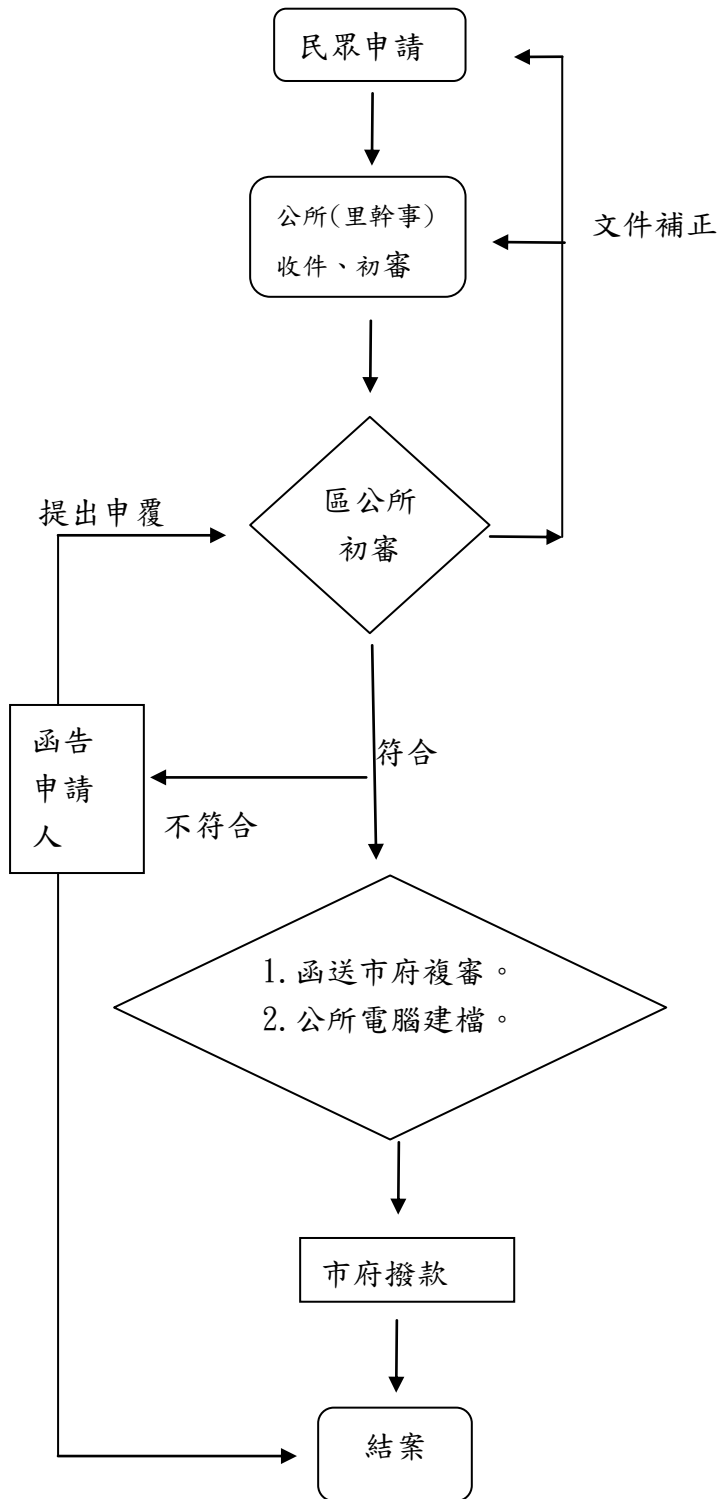 民眾申請
公所(里幹事)
收件、初審
文件補正
區公所
初審
提出申覆
函告
申請
人
符合
不符合
1.函送市府複審。
2.公所電腦建檔。
市府撥款
結案